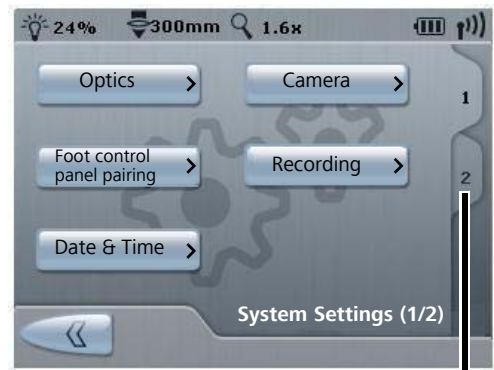 24% 300mm 1.6x
Optics > Camera >
1
Foot control
panel pairing > Recording >
2
Date & Time >
System Settings (1/2)